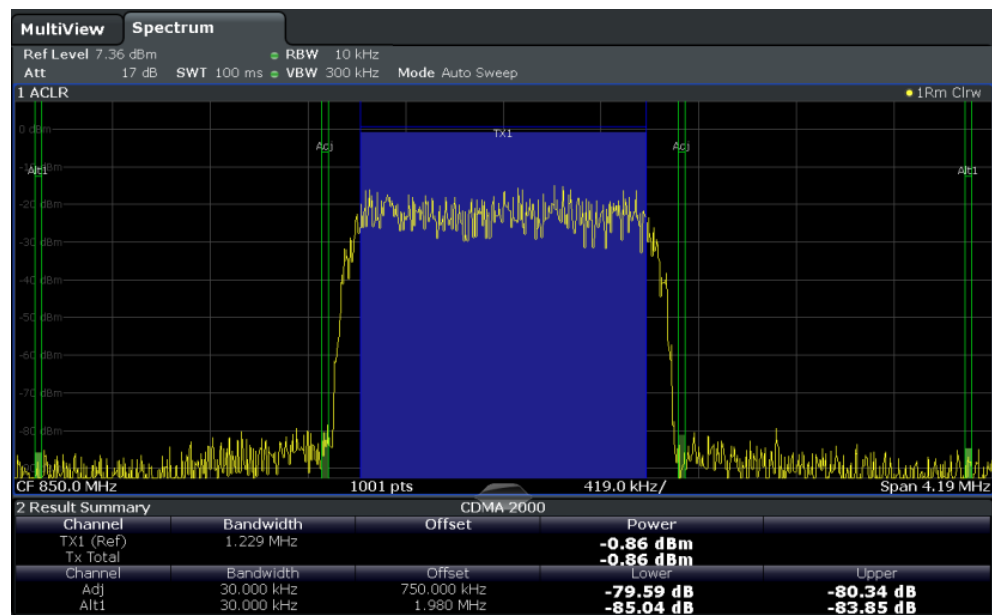 MultiView Spectrum
Ref Level 7.36 dBm RBW 10 kHz
Att 17 dB SWT 100 ms VBW 300 kHz Mode Auto Sweep
1 ACLR 1Rm Clrw
0 dBm
TX1
Adj Adj
-10 dBm
Alt1 Alt1
-20 dBm
-30 dBm
-40 dBm
-50 dBm
-60 dBm
-70 dBm
-80 dBm
CF 850.0 MHz 1001 pts 419.0 kHz/ Span 4.19 MHz
2 Result Summary CDMA 2000
Channel Bandwidth Offset Power
TX1 (Ref) 1.229 MHz -0.86 dBm
Tx Total -0.86 dBm
Channel Bandwidth Offset Lower Upper
Adj 30.000 kHz 750.000 kHz -79.59 dB -80.34 dB
Alt1 30.000 kHz 1.980 MHz -85.04 dB -83.85 dB